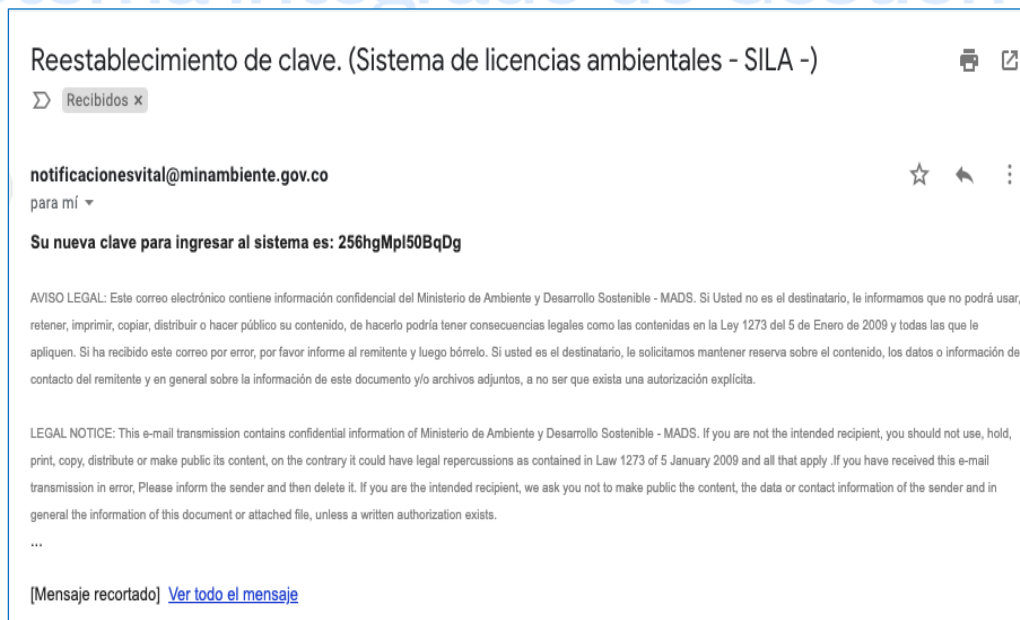 Reestablecimiento de clave. (Sistema de licencias ambientales - SILA -)
Recibidos ×
notificacionesvital@minambiente.gov.co
para mí
Su nueva clave para ingresar al sistema es: 256hgMpl50BqDg
AVISO LEGAL: Este correo electrónico contiene información confidencial del Ministerio de Ambiente y Desarrollo Sostenible - MADS. Si Usted no es el destinatario, le informamos que no podrá usar,
retener, imprimir, copiar, distribuir o hacer público su contenido, de hacerlo podría tener consecuencias legales como las contenidas en la Ley 1273 del 5 de Enero de 2009 y todas las que le
apliquen. Si ha recibido este correo por error, por favor informe al remitente y luego bórrelo. Si usted es el destinatario, le solicitamos mantener reserva sobre el contenido, los datos o información de
contacto del remitente y en general sobre la información de este documento y/o archivos adjuntos, a no ser que exista una autorización explícita.
LEGAL NOTICE: This e-mail transmission contains confidential information of Ministerio de Ambiente y Desarrollo Sostenible - MADS. If you are not the intended recipient, you should not use, hold,
print, copy, distribute or make public its content, on the contrary it could have legal repercussions as contained in Law 1273 of 5 January 2009 and all that apply .If you have received this e-mail
transmission in error, Please inform the sender and then delete it. If you are the intended recipient, we ask you not to make public the content, the data or contact information of the sender and in
general the information of this document or attached file, unless a written authorization exists.
...
[Mensaje recortado] Ver todo el mensaje